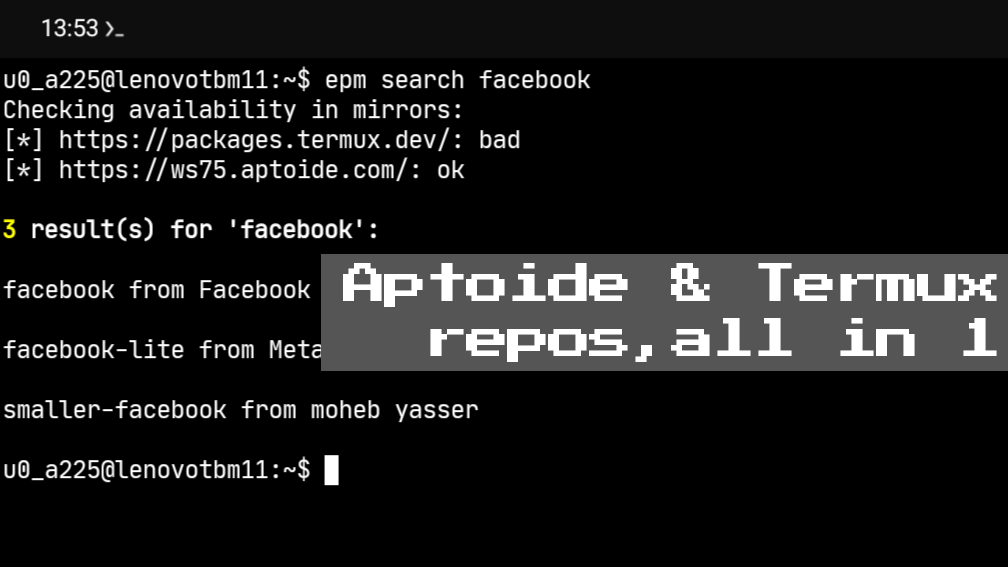 13:53 >_
u0_a225@lenovotbm11:~$ epm search facebook
Checking availability in mirrors:
[*] https://packages.termux.dev/: bad
[*] https://ws75.aptoide.com/: ok
3 result(s) for 'facebook':
facebook from Facebook
facebook-lite from Meta
Aptoide & Termux
repos,all in 1
smaller-facebook from moheb yasser
u0_a225@lenovotbm11:~$